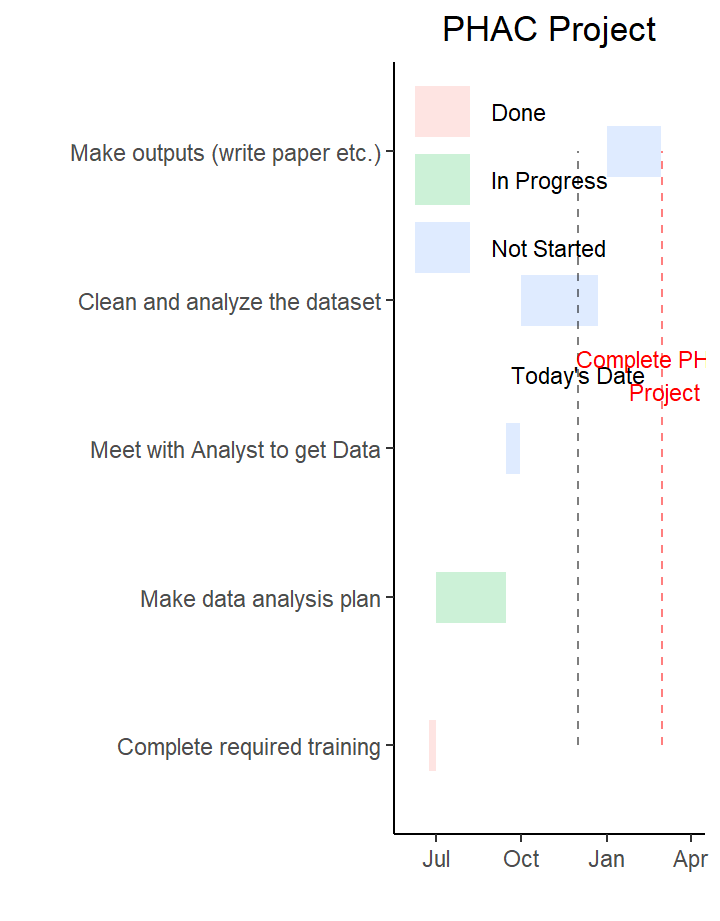 PHAC Project
Done
Make outputs (write paper etc.)
In Progress
Not Started
Clean and analyze the dataset
Complete PH
Today's Date
Project
Meet with Analyst to get Data
Make data analysis plan
Complete required training
Jul Oct Jan Apr